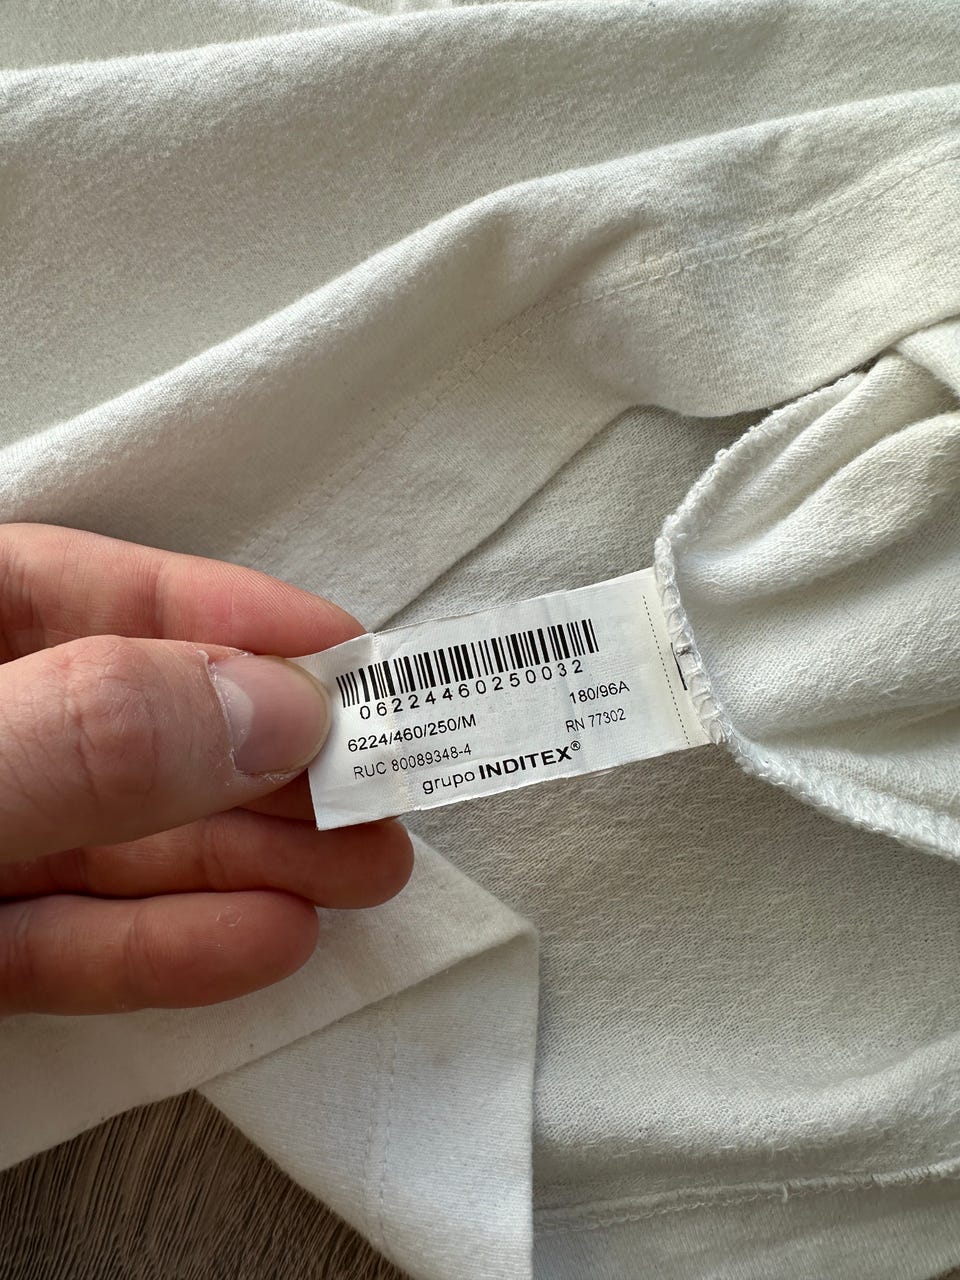 06224460250032
6224/460/250/M 180/96A
RUC 80089348-4 RN 77302
grupo INDITEX®